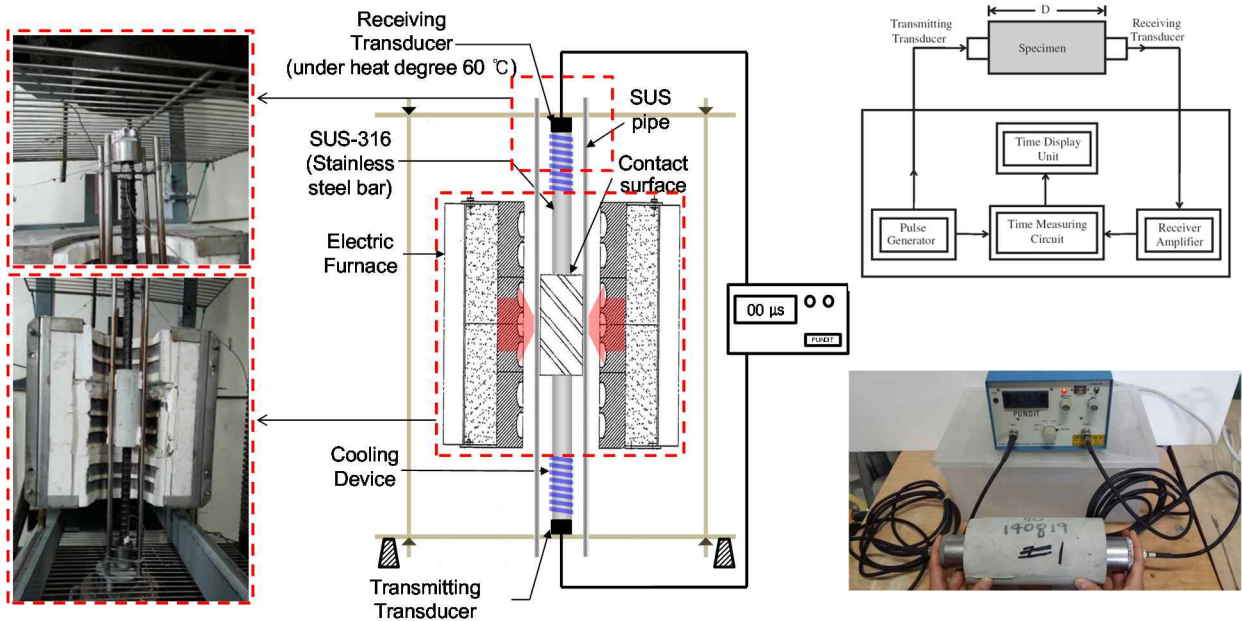 Receiving
Transducer
(under heat degree 60 ℃)
SUS
pipe
SUS-316
(Stainless
steel bar)
Contact
surface
Electric
Furnace
00 µs
PUNDIT
Cooling
Device
Transmitting
Transducer
D
Transmitting
Transducer
Receiving
Transducer
Specimen
Time Display
Unit
Pulse
Generator
Time Measuring
Circuit
Receiver
Amplifier
PUNDIT
140819
1